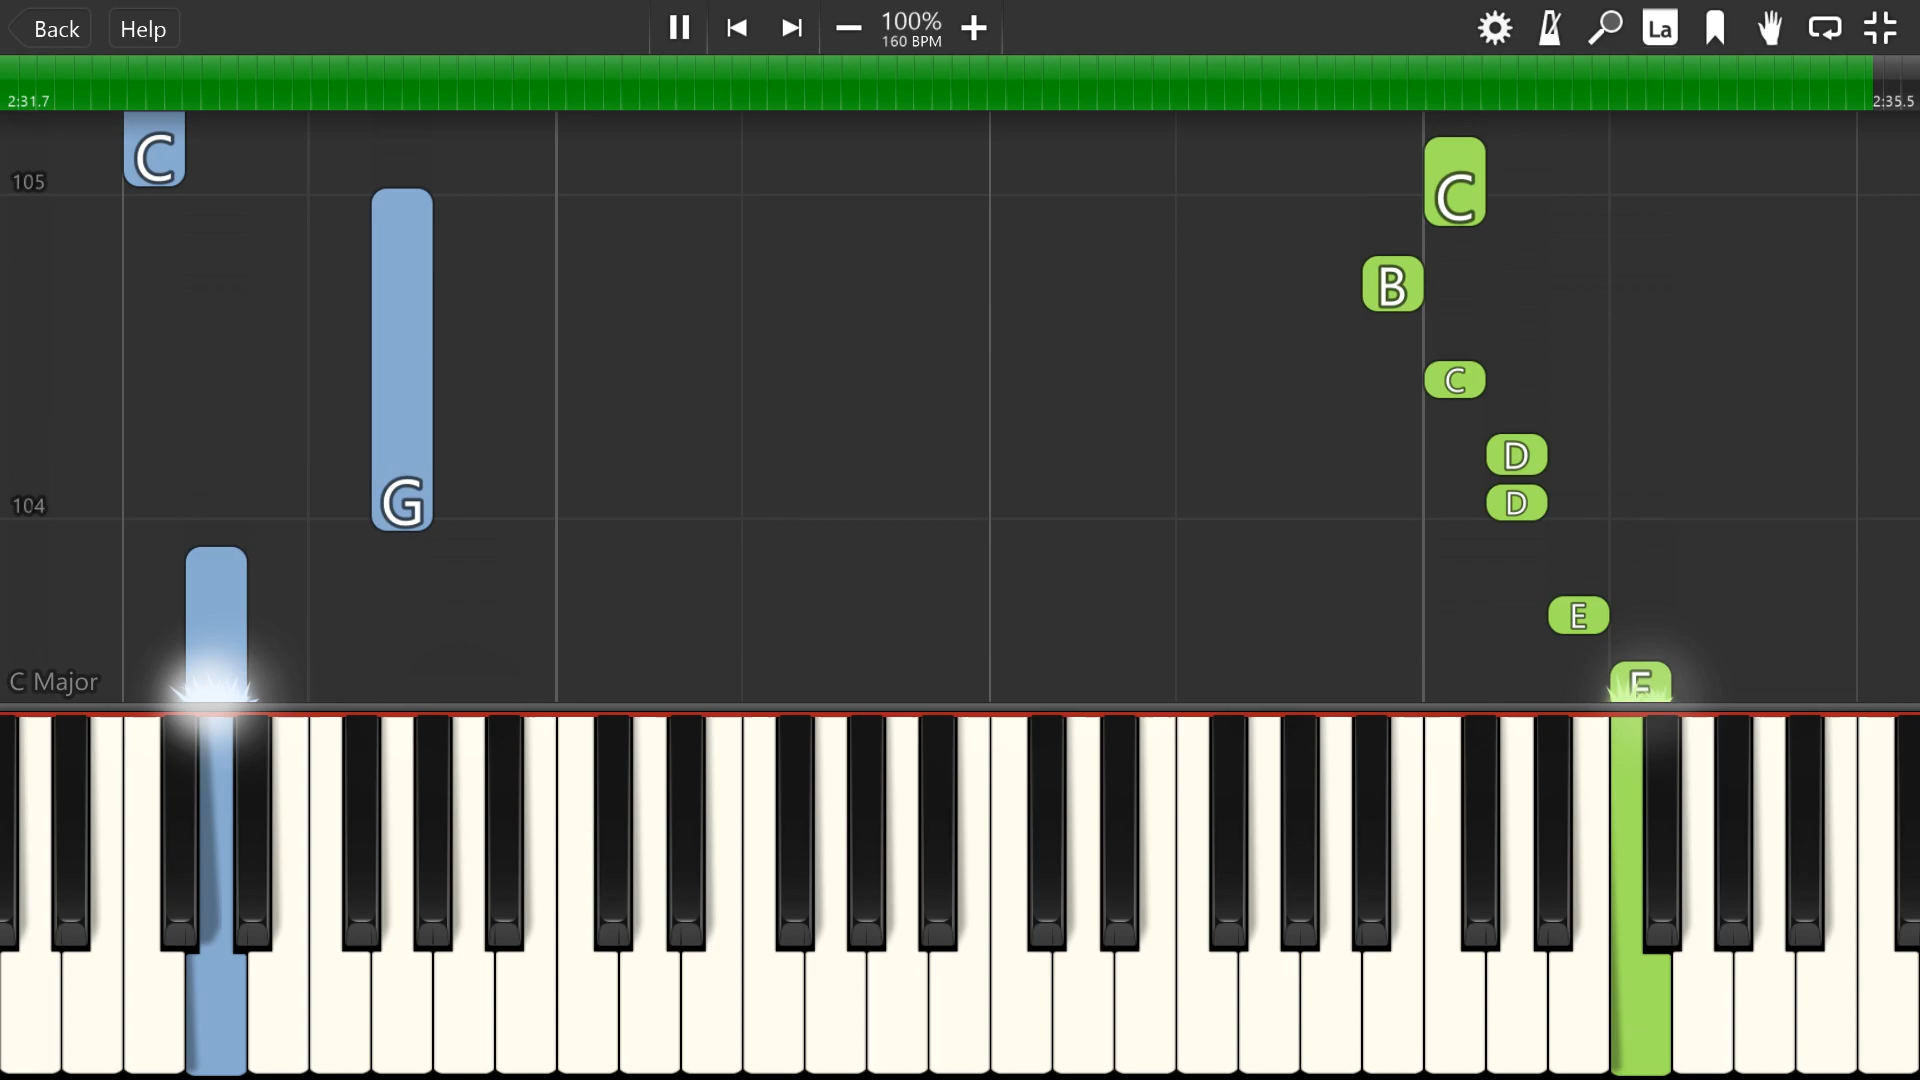 Back
Help
100%
160 BPM
La
2:31.7
2:35.5
C
105
C
B
C
D
G
D
104
E
C Major